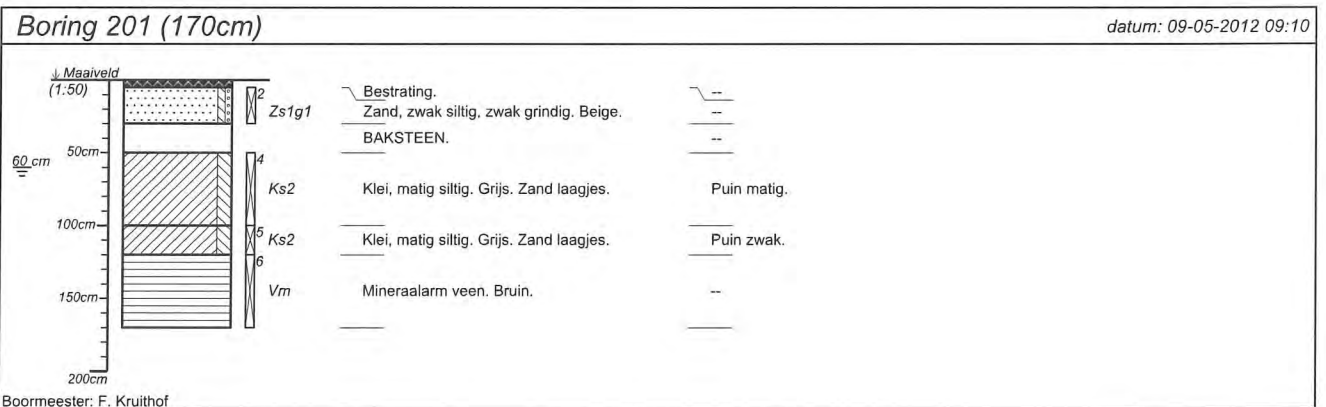 Boring 201 (170cm) datum: 09-05-2012 09:10
Maaiveld
(1:50) 2 Bestrating. --
Zs1g1 Zand, zwak siltig, zwak grindig. Beige. --
BAKSTEEN. --
50cm
60 cm 4
Ks2 Klei, matig siltig. Grijs. Zand laagjes. Puin matig.
100cm
5 Ks2 Klei, matig siltig. Grijs. Zand laagjes. Puin zwak.
6
150cm Vm Mineraalarm veen. Bruin. --
200cm
Boormeester: F. Kruithof